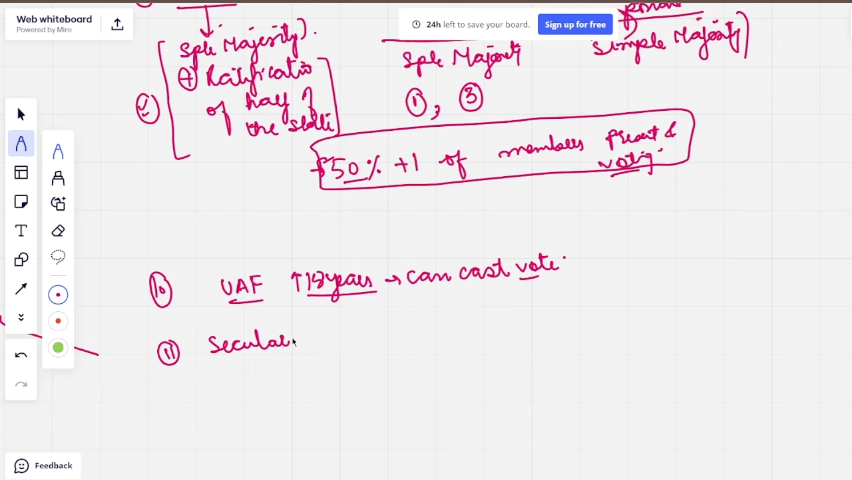 Web whiteboard
Powered by Miro
24h left to save your board.
Sign up for free
Sple Majority).
+ Ratificatio
of half of
the state
Sple Majority
①, ③
Simple Majority)
→50% +1 of members Present &
voting
10 UAF ↑18years → can cast vote.
11 Secular
T
Feedback